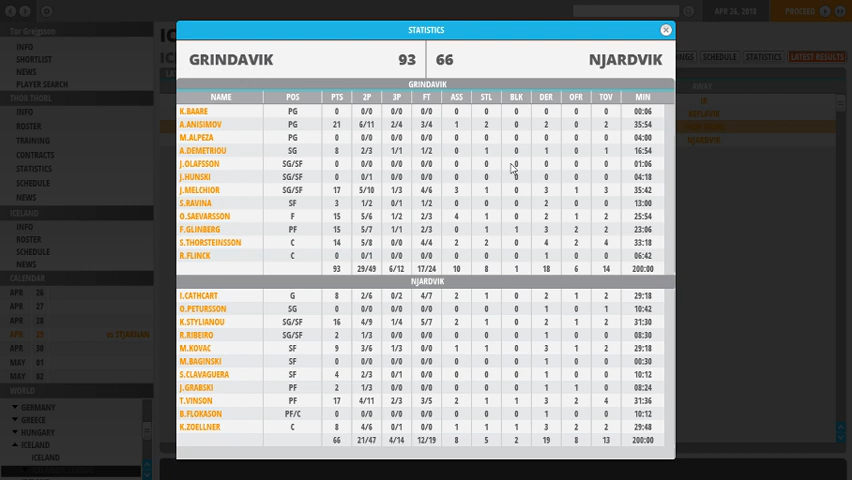 APR 26, 2018
PROCEED
Tor Greigsson
INFO
SHORTLIST
NEWS
PLAYER SEARCH
THOR THORL.
INFO
ROSTER
TRAINING
CONTRACTS
STATISTICS
SCHEDULE
NEWS
ICELAND
INFO
ROSTER
SCHEDULE
NEWS
CALENDAR
APR 26
APR 27
APR 28
APR 29 vs STJARNAN
APR 30
MAY 01
MAY 02
WORLD
GERMANY
GREECE
HUNGARY
ICELAND
ICELAND
SCHEDULE STATISTICS LATEST RESULTS
AWAY
KEFLAVIK
NJARDVIK
STATISTICS
GRINDAVIK 93 66 NJARDVIK
GRINDAVIK
NAME POS PTS 2P 3P FT ASS STL BLK DER OFR TOV MIN
K.BAARE PG 0 0/0 0/0 0/0 0 0 0 0 0 0 00:06
A.ANISIMOV PG 21 6/11 2/4 3/4 1 2 0 2 0 2 35:54
M.ALPEZA PG 0 0/0 0/0 0/0 0 0 0 0 0 0 04:00
A.DEMETRIOU SG 8 2/3 1/1 1/2 0 1 0 1 0 1 16:54
J.OLAFSSON SG/SF 0 0/0 0/0 0/0 0 0 0 0 0 0 01:06
J.HUNSKI SG/SF 0 0/1 0/0 0/0 0 0 0 0 0 0 04:18
J.MELCHIOR SG/SF 17 5/10 1/3 4/6 3 1 0 3 1 3 35:42
S.RAVINA SF 3 1/2 0/1 1/2 0 0 0 2 0 0 13:00
O.SAEVARSSON F 15 5/6 1/2 2/3 4 1 0 2 1 2 25:54
F.GLINBERG PF 15 5/7 1/1 2/3 0 1 1 3 2 2 23:06
S.THORSTEINSSON C 14 5/8 0/0 4/4 2 2 0 4 2 4 33:18
R.FLINCK C 0 0/1 0/0 0/0 0 0 0 1 0 0 06:42
93 29/49 6/12 17/24 10 8 1 18 6 14 200:00
NJARDVIK
I.CATHCART G 8 2/6 0/2 4/7 2 1 0 2 1 2 29:18
O.PETURSSON SG 0 0/0 0/0 0/0 0 0 0 1 0 1 10:42
K.STYLIANOU SG/SF 16 4/9 1/4 5/7 2 1 0 2 1 2 31:30
R.RIBEIRO SG/SF 2 1/3 0/0 0/0 0 0 0 1 0 0 08:30
M.KOVAC SF 9 3/6 1/3 0/0 1 1 0 3 1 2 29:18
M.BAGINSKI SF 0 0/0 0/0 0/0 0 0 0 0 0 0 00:30
S.CLAVAGUERA SF 4 2/3 0/1 0/0 0 0 0 1 0 0 10:12
J.GRABSKI PF 2 1/3 0/0 0/0 0 0 0 1 0 0 08:24
T.VINSON PF 17 4/11 2/3 3/5 2 1 1 3 2 4 31:36
B.FLOKASON PF/C 0 0/0 0/0 0/0 0 0 0 1 0 0 10:12
K.ZOELLNER C 8 4/6 0/1 0/0 1 1 1 3 2 2 29:48
66 21/47 4/14 12/19 8 5 2 19 8 13 200:00